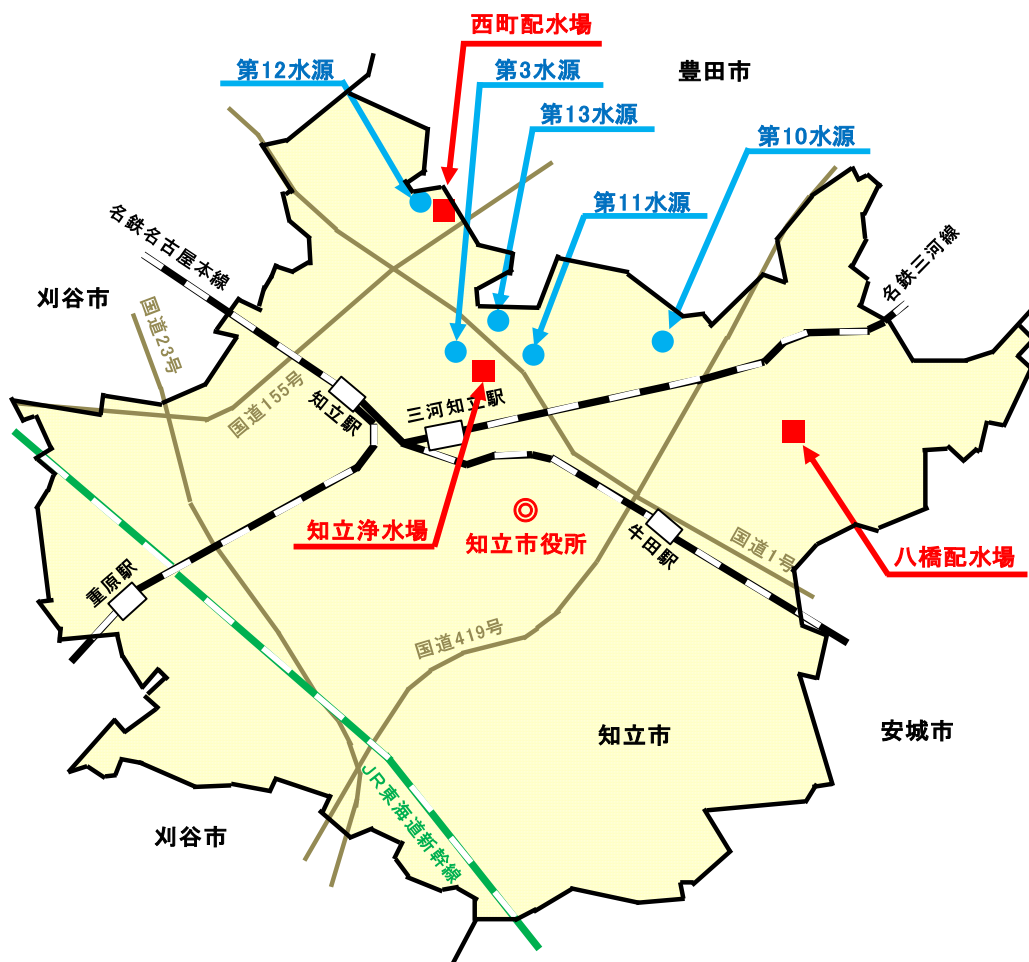 西町配水場
第12水源
第3水源
豊田市
第13水源
第10水源
第11水源
名鉄名古屋本線
名鉄三河線
刈谷市
国道23号
国道155号
知立駅
三河知立駅
知立浄水場
知立市役所
牛田駅
国道1号
八橋配水場
重原駅
国道419号
知立市
安城市
JR東海道新幹線
刈谷市